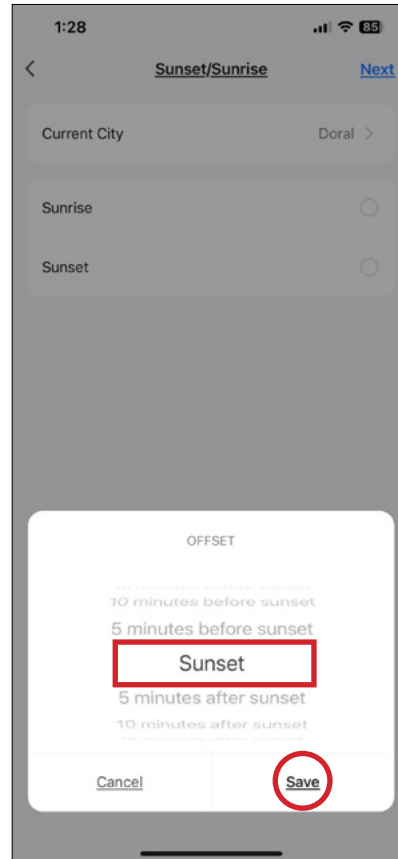 1:28
85
Sunset/Sunrise
Next
Current City
Doral
Sunrise
Sunset
OFFSET
10 minutes before sunset
5 minutes before sunset
Sunset
5 minutes after sunset
10 minutes after sunset
Cancel
Save